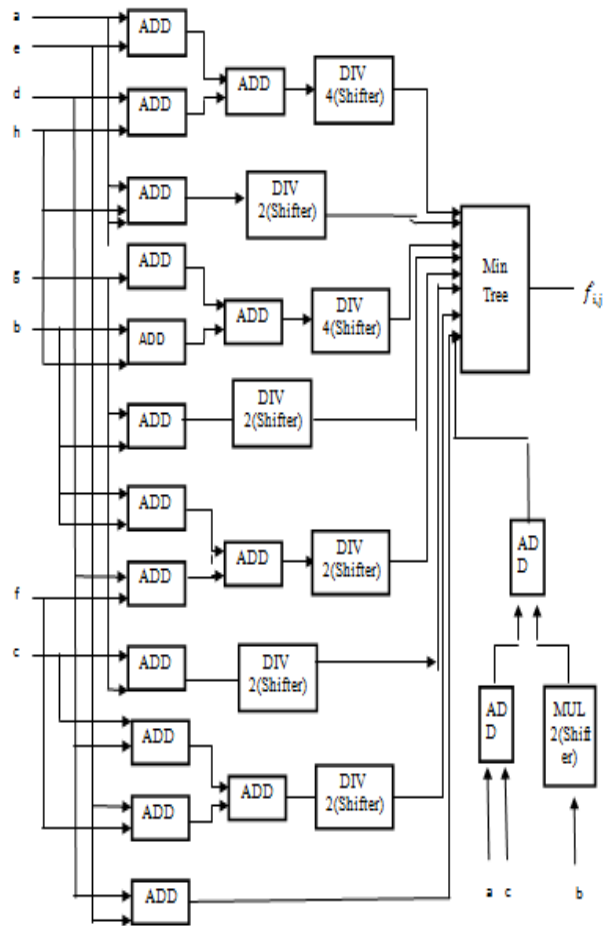 a
ADD
e
DIV
4(Shifter)
ADD
d
ADD
h
ADD
DIV
2(Shifter)
ADD
g
Min
Tree
f i,j
DIV
4(Shifter)
ADD
b
ADD
DIV
2(Shifter)
ADD
ADD
DIV
2(Shifter)
ADD
AD
D
ADD
f
c
ADD
DIV
2(Shifter)
AD
D
MUL
2(Shift
er)
ADD
DIV
2(Shifter)
ADD
ADD
ADD
a c b